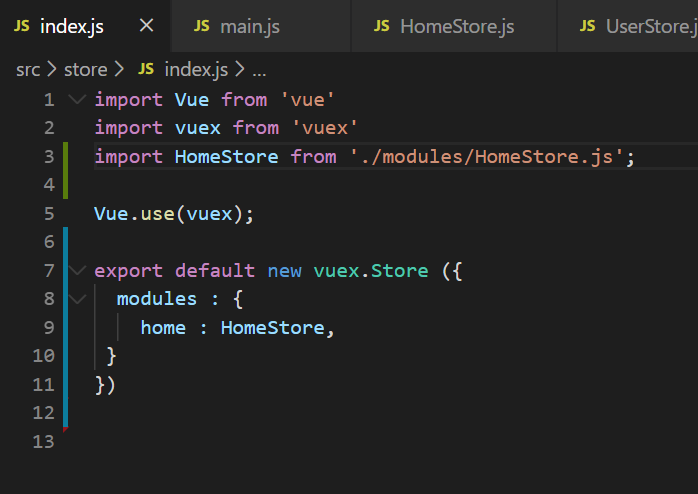 JS index.js × JS main.js JS HomeStore.js JS UserStore.j
src > store > JS index.js > ...
1 import Vue from 'vue'
2 import vuex from 'vuex'
3 import HomeStore from './modules/HomeStore.js';
4
5 Vue.use(vuex);
6
7 export default new vuex.Store ({
8 modules : {
9 home : HomeStore,
10 }
11 })
12
13